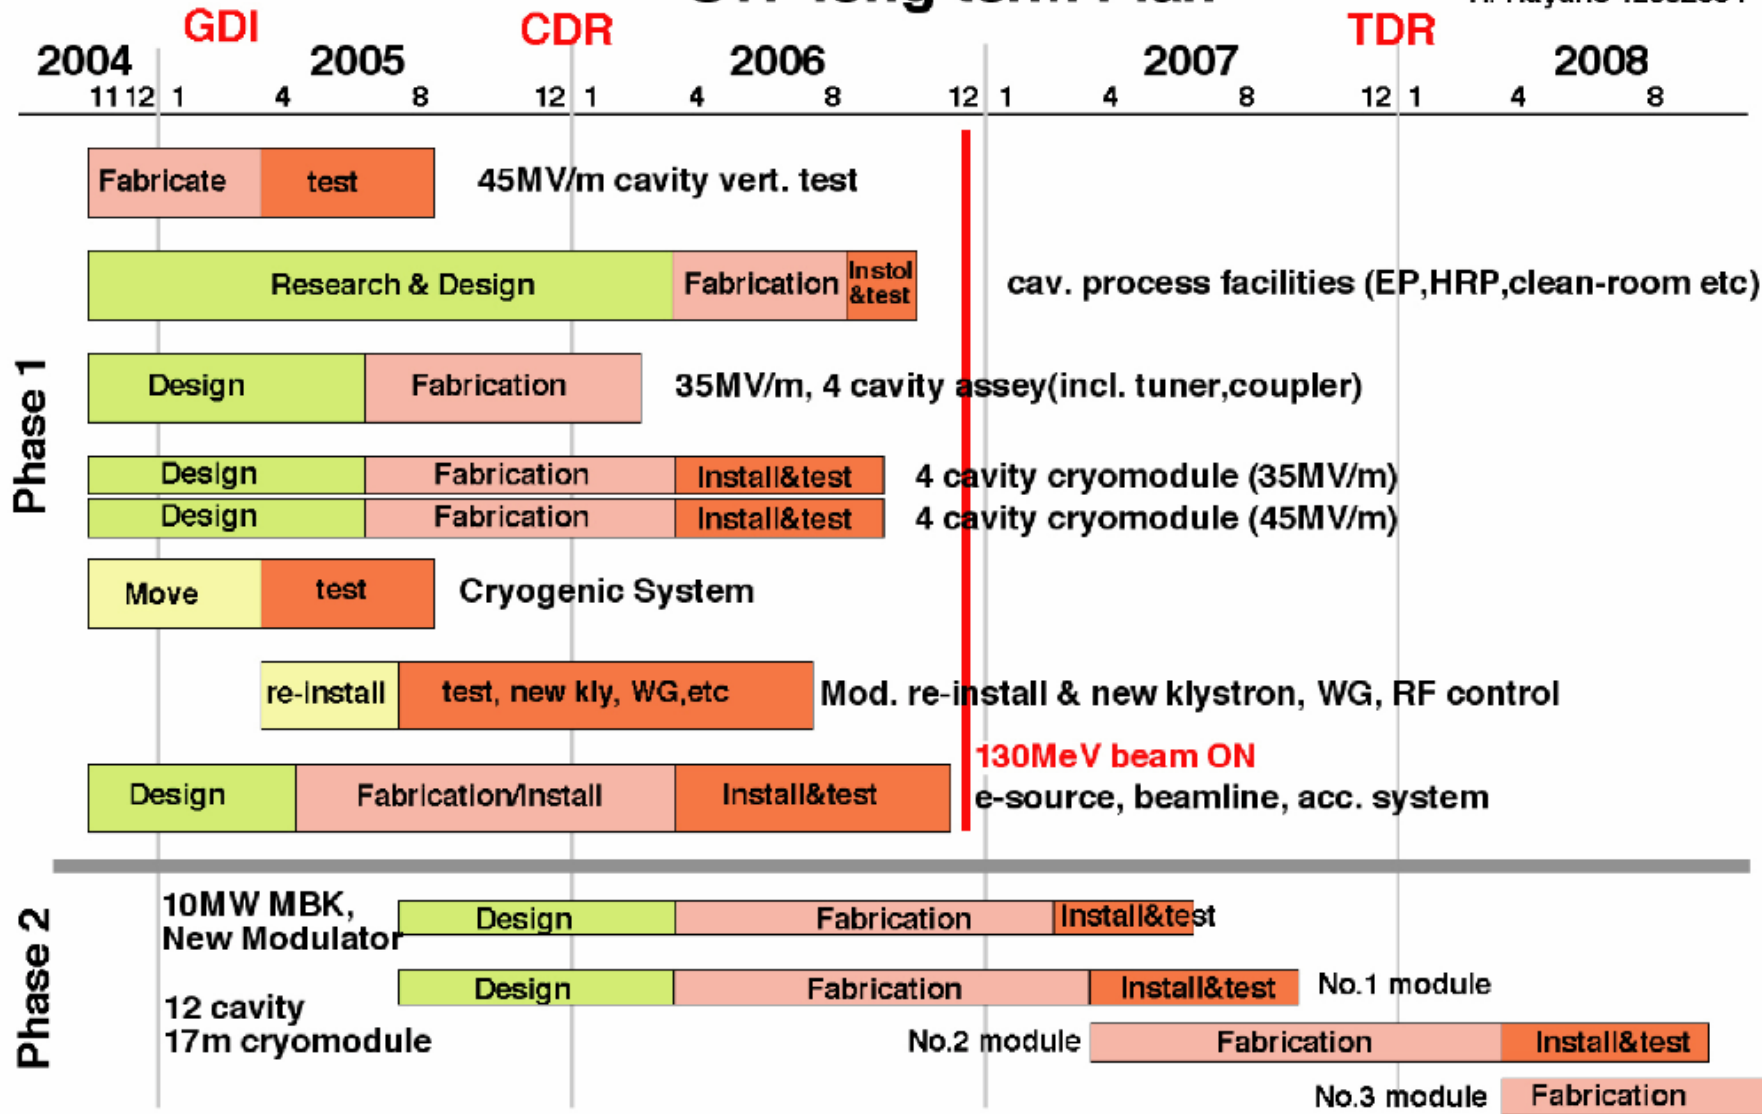 GDI CDR TDR
2004 2005 2006 2007 2008
11 12 1 4 8 12 1 4 8 12 1 4 8 12 1 4 8
Phase 1
Fabricate test 45MV/m cavity vert. test
Research & Design Fabrication Instol
&test
cav. process facilities (EP,HRP,clean-room etc)
Design Fabrication 35MV/m, 4 cavity assey(incl. tuner,coupler)
Design Fabrication Install&test 4 cavity cryomodule (35MV/m)
Design Fabrication Install&test 4 cavity cryomodule (45MV/m)
Move test Cryogenic System
re-install test, new kly, WG,etc Mod. re-install & new klystron, WG, RF control
130MeV beam ON
Design Fabrication/Install Install&test e-source, beamline, acc. system
Phase 2
10MW MBK,
New Modulator
Design Fabrication Install&test
12 cavity
17m cryomodule
Design Fabrication Install&test No.1 module
No.2 module Fabrication Install&test
No.3 module Fabrication